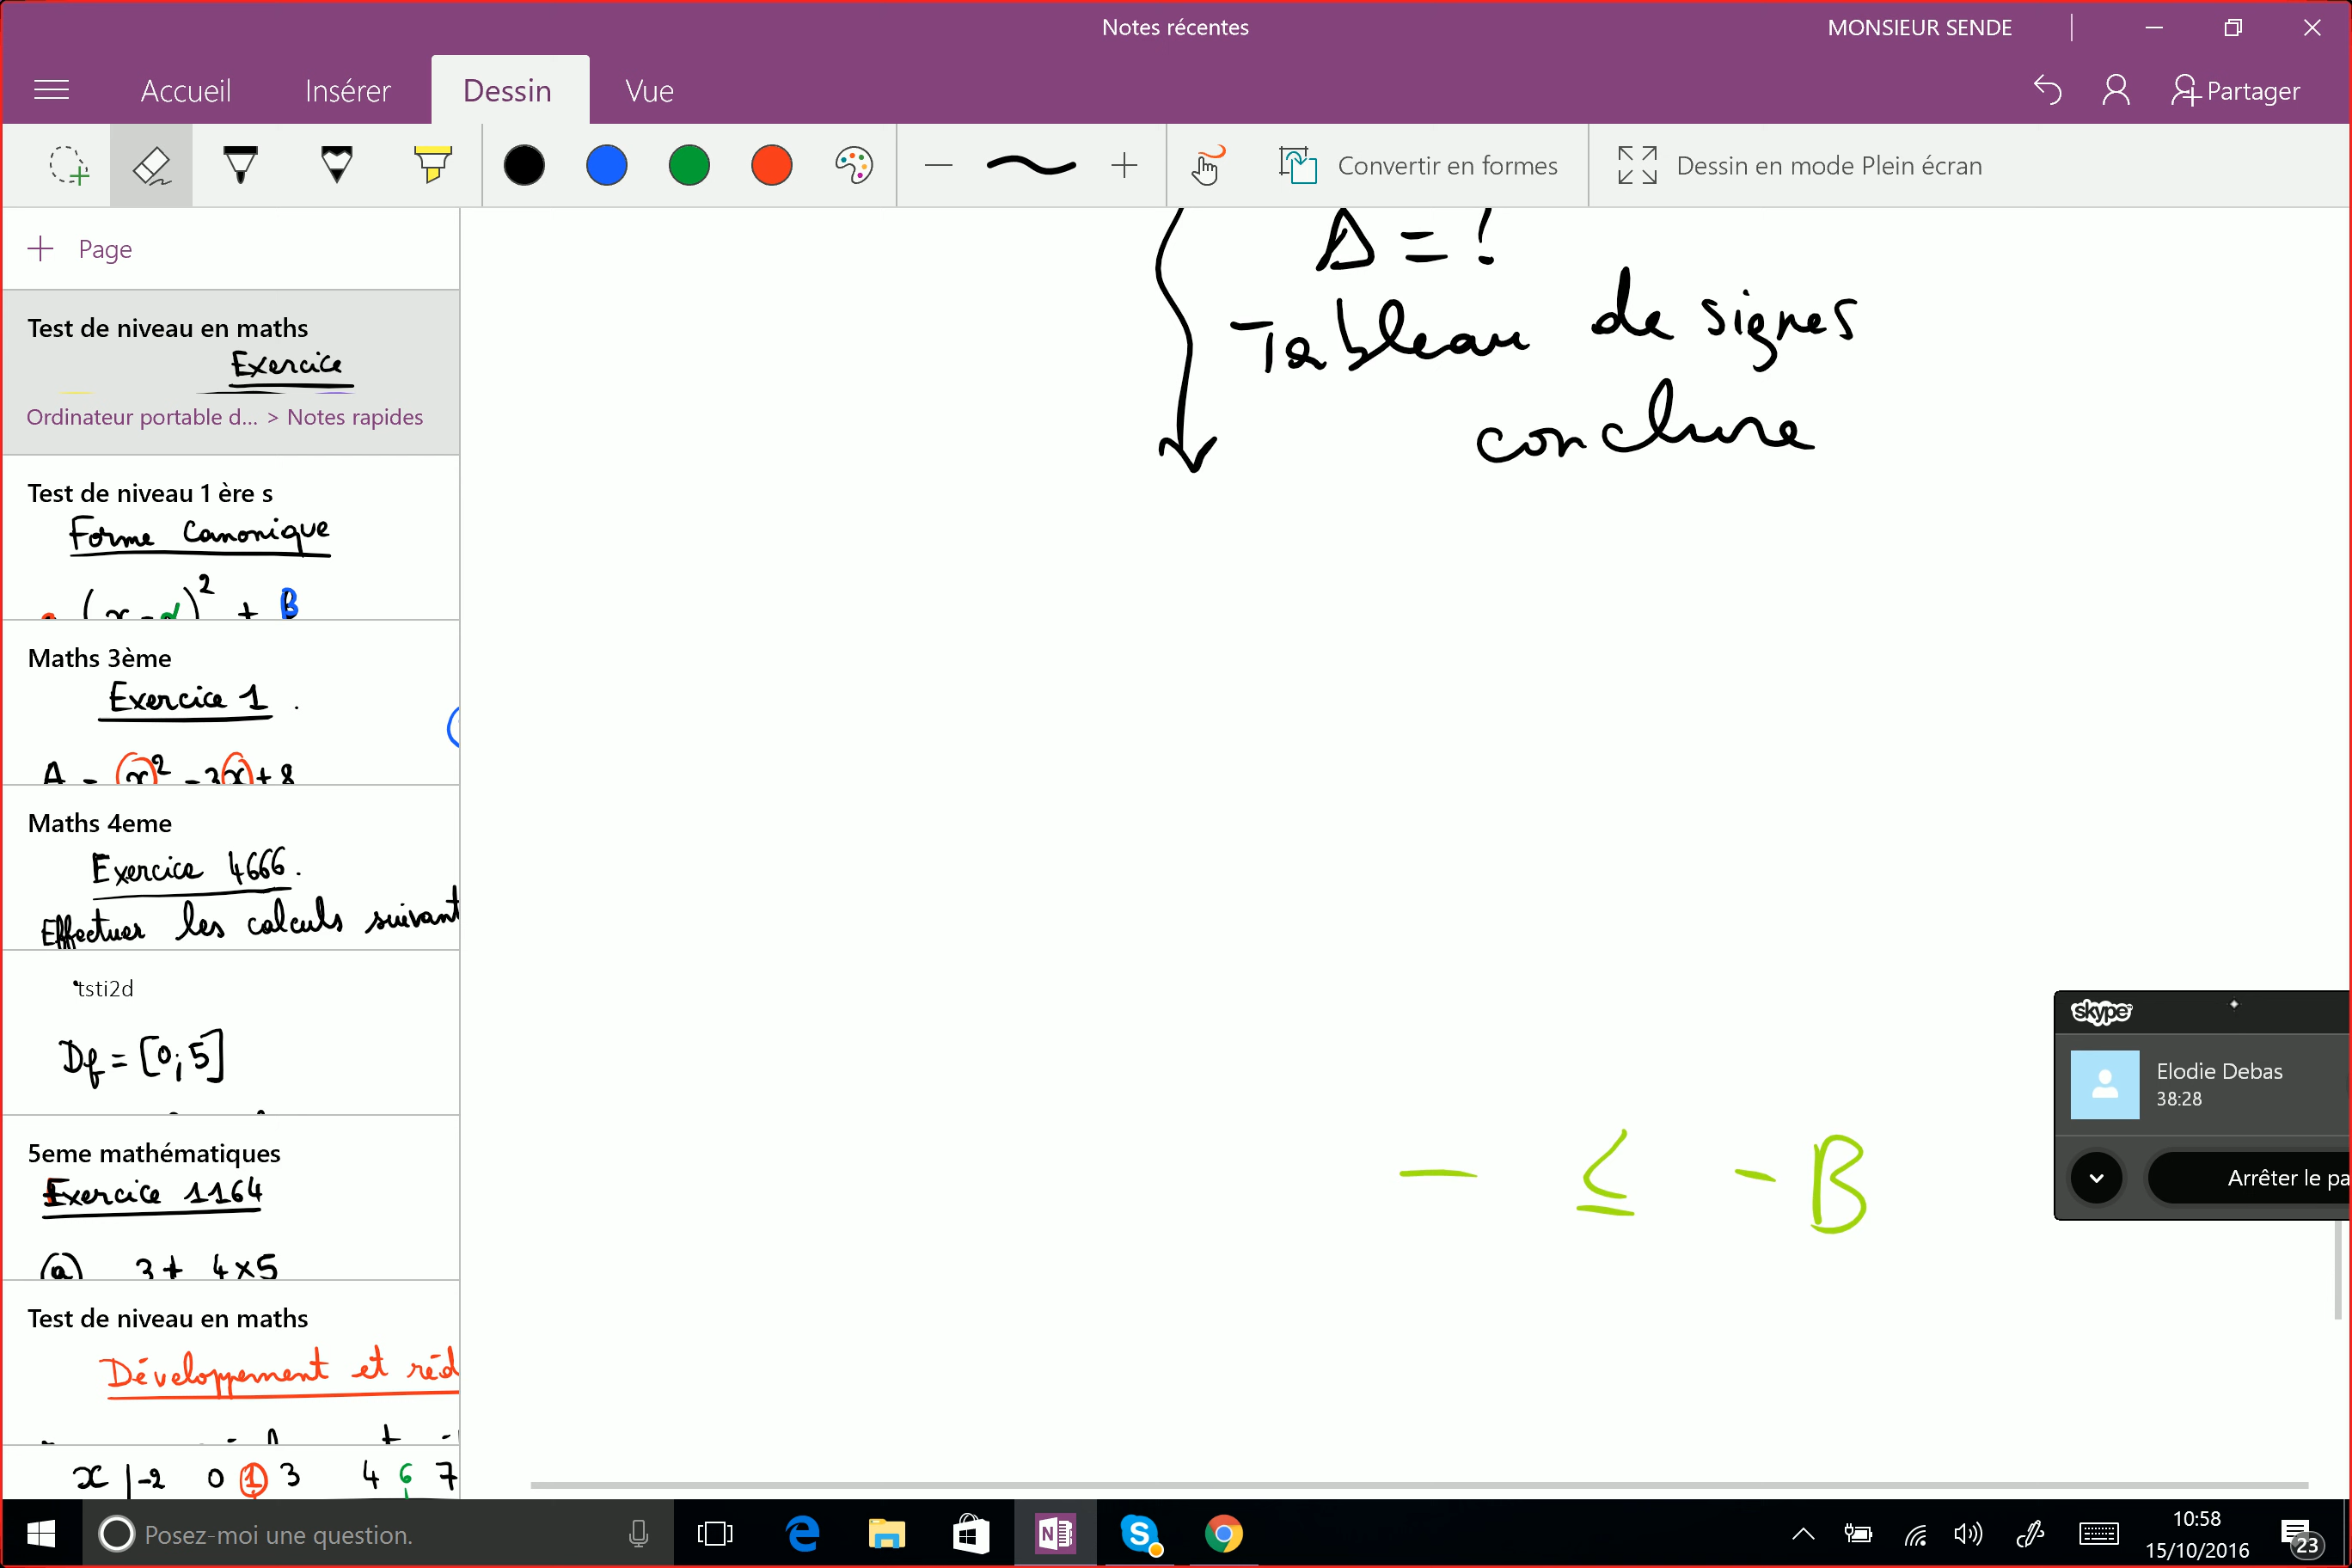 Notes récentes
MONSIEUR SENDE
Accueil Insérer Dessin Vue
Partager
Convertir en formes
Dessin en mode Plein écran
+ Page
Test de niveau en maths
Exercice
Ordinateur portable d... > Notes rapides
Test de niveau 1 ère s
Forme Canonique
(x-α)² + B
Maths 3ème
Exercice 1 .
A = x² -3x+8
Maths 4eme
Exercice 4666.
Effectuer les calculs suivant
tsti2d
Df = [0;5]
5eme mathématiques
Exercice 1164
(a) 3+ 4×5
Test de niveau en maths
Développement et réd
x | -2 0 1 3 4 6 7
Δ = ?
Tableau de signes
conclure
- ≤ -B
skype
Elodie Debas
38:28
Arrêter le pa
Posez-moi une question.
10:58
15/10/2016
23